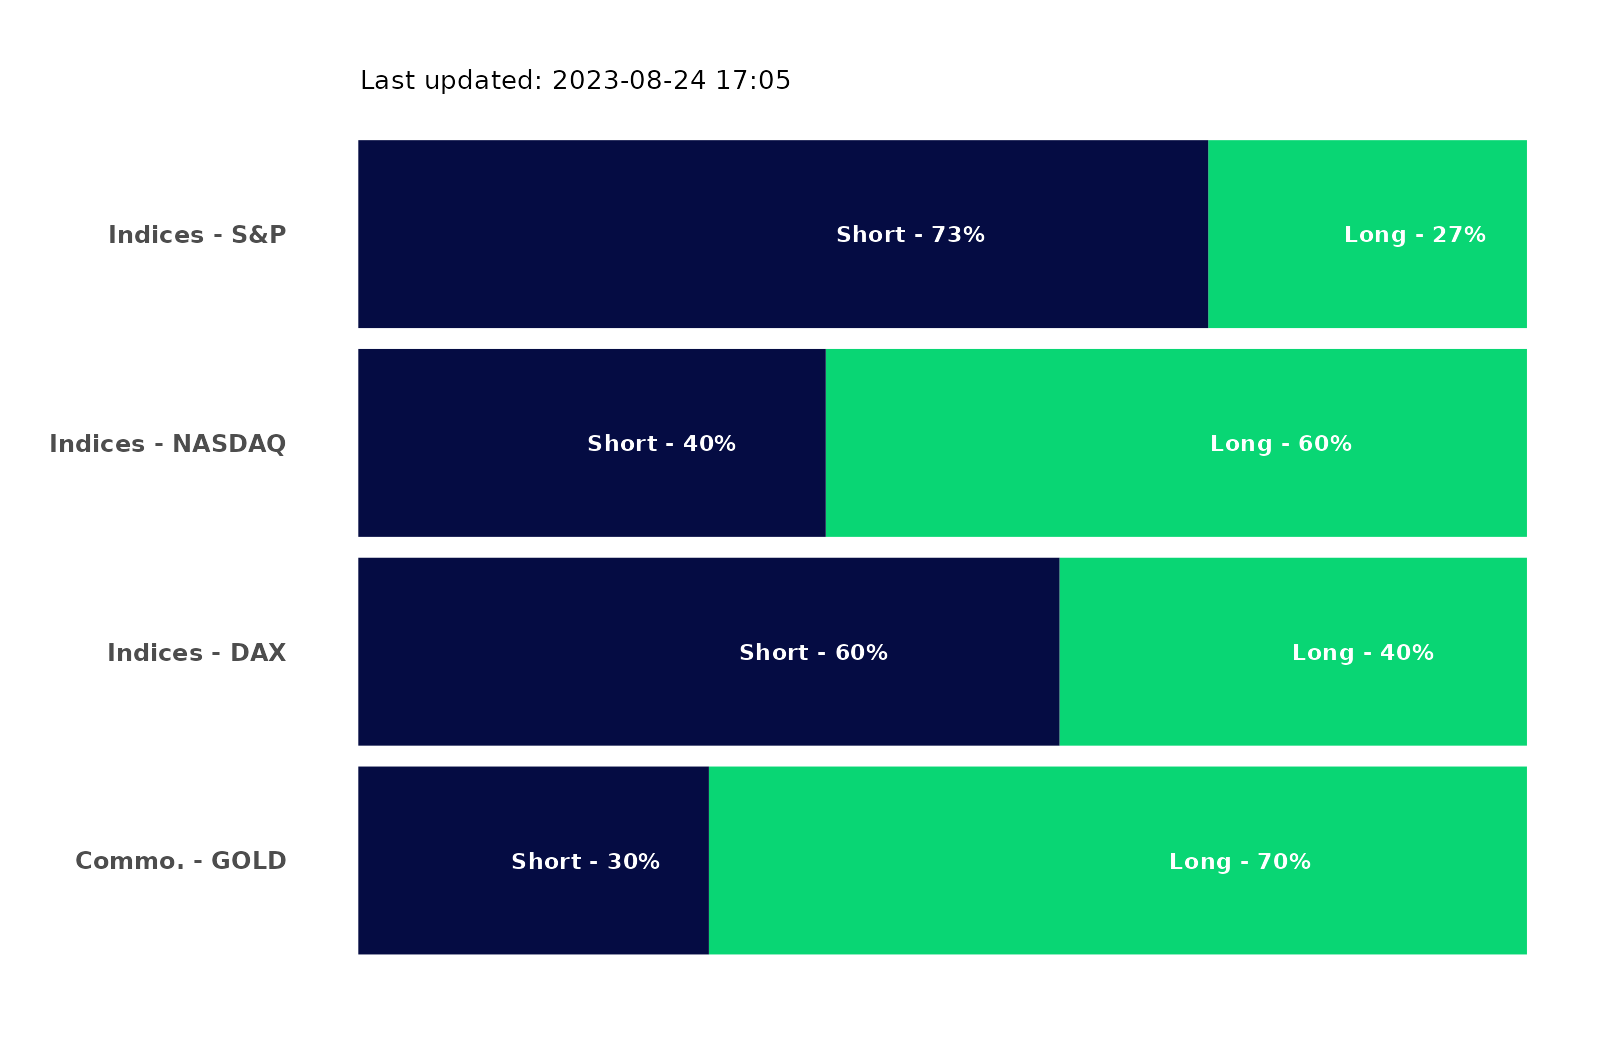 Last updated: 2023-08-24 17:05
Indices - S&P
Short - 73%
Long - 27%
Indices - NASDAQ
Short - 40%
Long - 60%
Indices - DAX
Short - 60%
Long - 40%
Commo. - GOLD
Short - 30%
Long - 70%